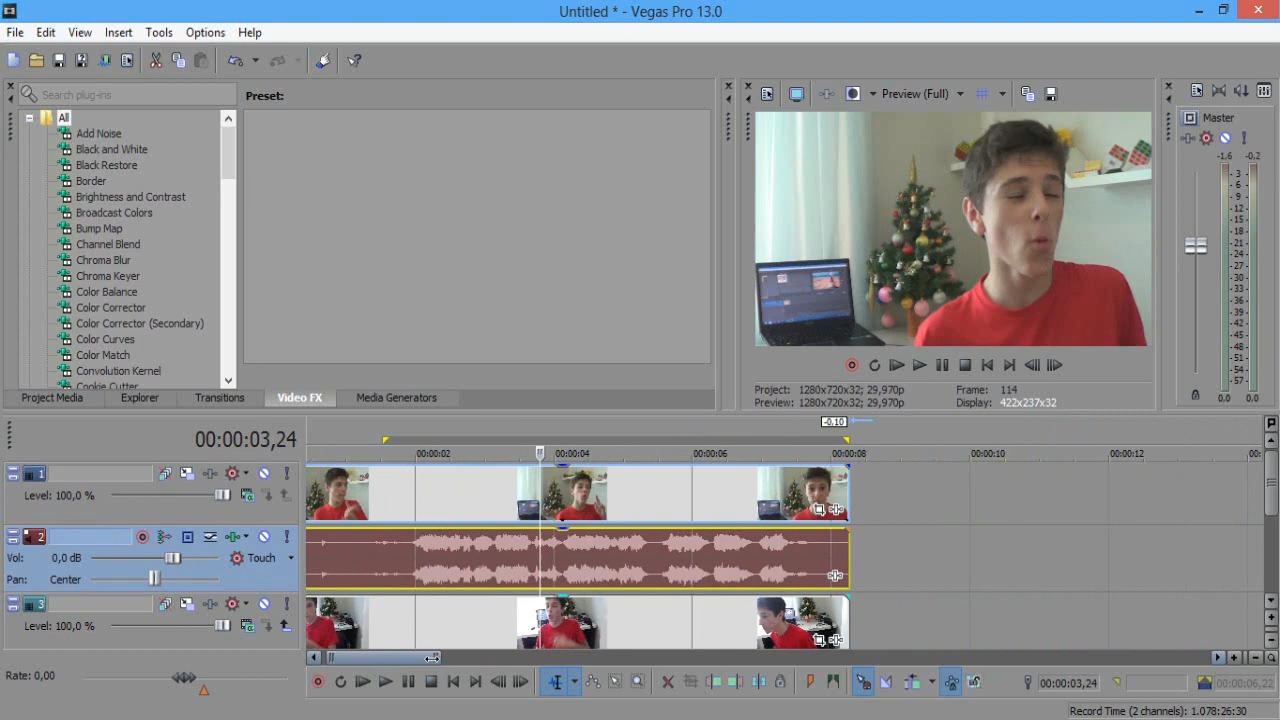 Untitled * - Vegas Pro 13.0
File Edit View Insert Tools Options Help
Search plug-ins
Preset:
Preview (Full)
Master
All
Add Noise
Black and White
Black Restore
Border
Brightness and Contrast
Broadcast Colors
Bump Map
Channel Blend
Chroma Blur
Chroma Keyer
Color Balance
Color Corrector
Color Corrector (Secondary)
Color Curves
Color Match
Convolution Kernel
Cookie Cutter
-1.6 -0.2
3
6
9
12
15
18
21
24
27
30
33
36
39
42
45
48
51
54
57
0.0 0.0
Project: 1280x720x32; 29,970p Frame: 114
Preview: 1280x720x32; 29,970p Display: 422x237x32
Project Media Explorer Transitions Video FX Media Generators
-0.10
00:00:03,24
00:00:02 00:00:04 00:00:06 00:00:08 00:00:10 00:00:12 00:
1
Level: 100,0 %
2
Vol: 0,0 dB Touch
Pan: Center
3
Level: 100,0 %
Rate: 0,00
00:00:03,24 00:00:06,22
Record Time (2 channels): 1.078:26:30